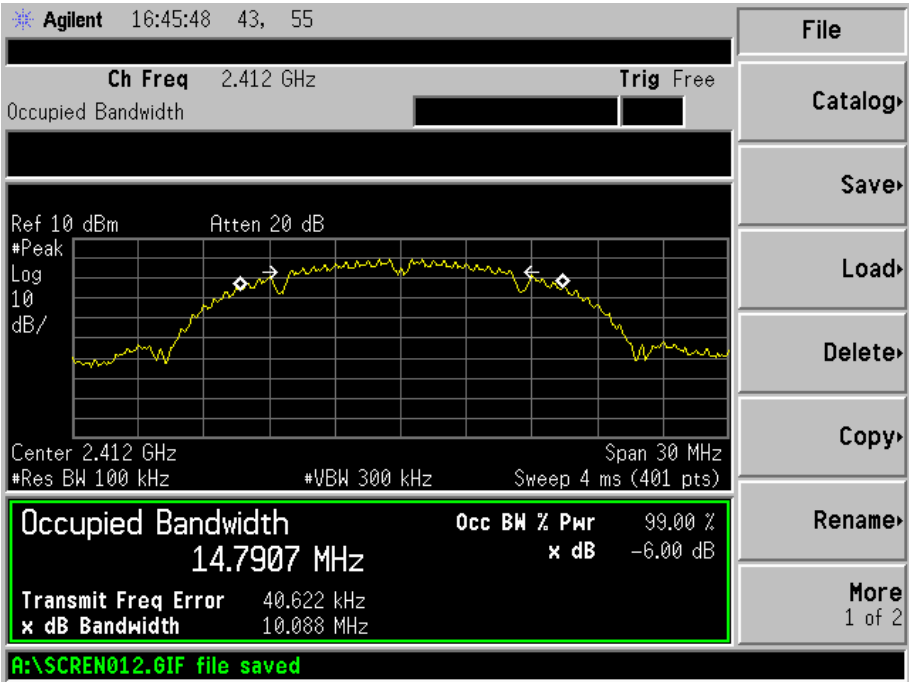 Agilent 16:45:48 43, 55
File
Ch Freq 2.412 GHz Trig Free
Occupied Bandwidth
Catalog
Save
Ref 10 dBm Atten 20 dB
#Peak
Log
10
dB/
Load
Delete
Copy
Center 2.412 GHz Span 30 MHz
#Res BW 100 kHz #VBW 300 kHz Sweep 4 ms (401 pts)
Occupied Bandwidth Occ BW % Pwr 99.00 %
14.7907 MHz x dB -6.00 dB
Rename
Transmit Freq Error 40.622 kHz
x dB Bandwidth 10.088 MHz
More
1 of 2
A:\SCREN012.GIF file saved